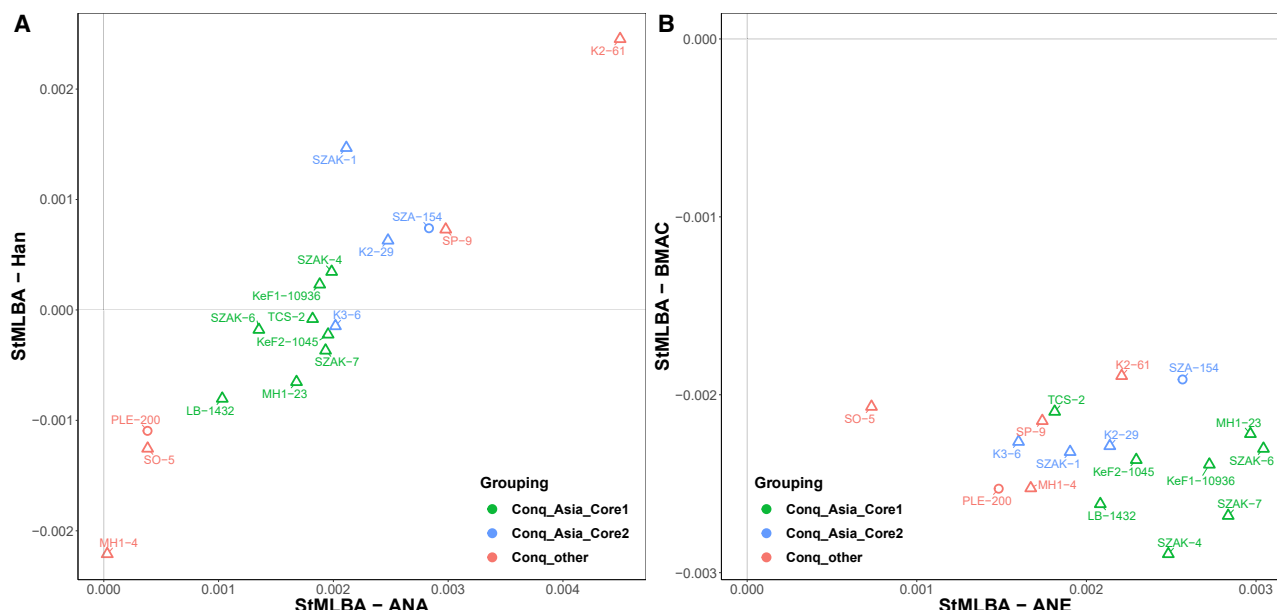 A
K2−61
0.002
SZAK−1
0.001
SZA−154
SP−9
K2−29
SZAK−4
KeF1−10936
0.000
SZAK−6
TCS−2
K3−6
KeF2−1045
SZAK−7
MH1−23
LB−1432
−0.001
PLE−200
SO−5
−0.002
MH1−4
StMLBA − Han
Grouping
Conq_Asia_Core1
Conq_Asia_Core2
Conq_other
0.000
0.001
0.002
0.003
0.004
StMLBA − ANA
B
0.000
−0.001
−0.002
−0.003
StMLBA − BMAC
K2−61
SZA−154
SO−5
TCS−2
SP−9
MH1−23
K3−6
SZAK−1
K2−29
KeF2−1045
SZAK−6
KeF1−10936
PLE−200
MH1−4
LB−1432
SZAK−7
SZAK−4
Grouping
Conq_Asia_Core1
Conq_Asia_Core2
Conq_other
0.000
0.001
0.002
0.003
StMLBA − ANE